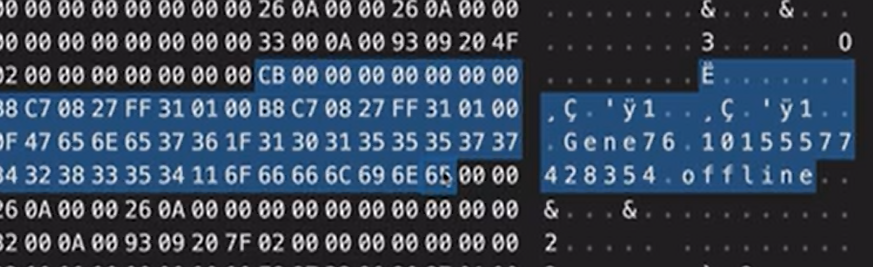 00 00 00 00 00 00 00 00 26 0A 00 00 26 0A 00 00 00 . . . . . . . . & . . . & . . .
00 00 00 00 00 00 00 00 33 00 0A 00 93 09 20 4F . . . . . . . . 3 . . . . . O
02 00 00 00 00 00 00 00 CB 00 00 00 00 00 00 00 . . . . . . . . Ë . . . . . . .
B8 C7 08 27 FF 31 01 00 B8 C7 08 27 FF 31 01 00 ¸ Ç . ' ÿ 1 . . ¸ Ç . ' ÿ 1 . .
0F 47 65 6E 65 37 36 1F 31 30 31 35 35 35 37 37 . G e n e 7 6 . 1 0 1 5 5 5 7 7
34 32 38 33 35 34 11 6F 66 66 6C 69 6E 65 00 00 4 2 8 3 5 4 . o f f l i n e . .
26 0A 00 00 26 0A 00 00 00 00 00 00 00 00 00 00 & . . . & . . . . . . . . . . .
32 00 0A 00 93 09 20 7F 02 00 00 00 00 00 00 00 2 . . . . . . . . . . . . . .